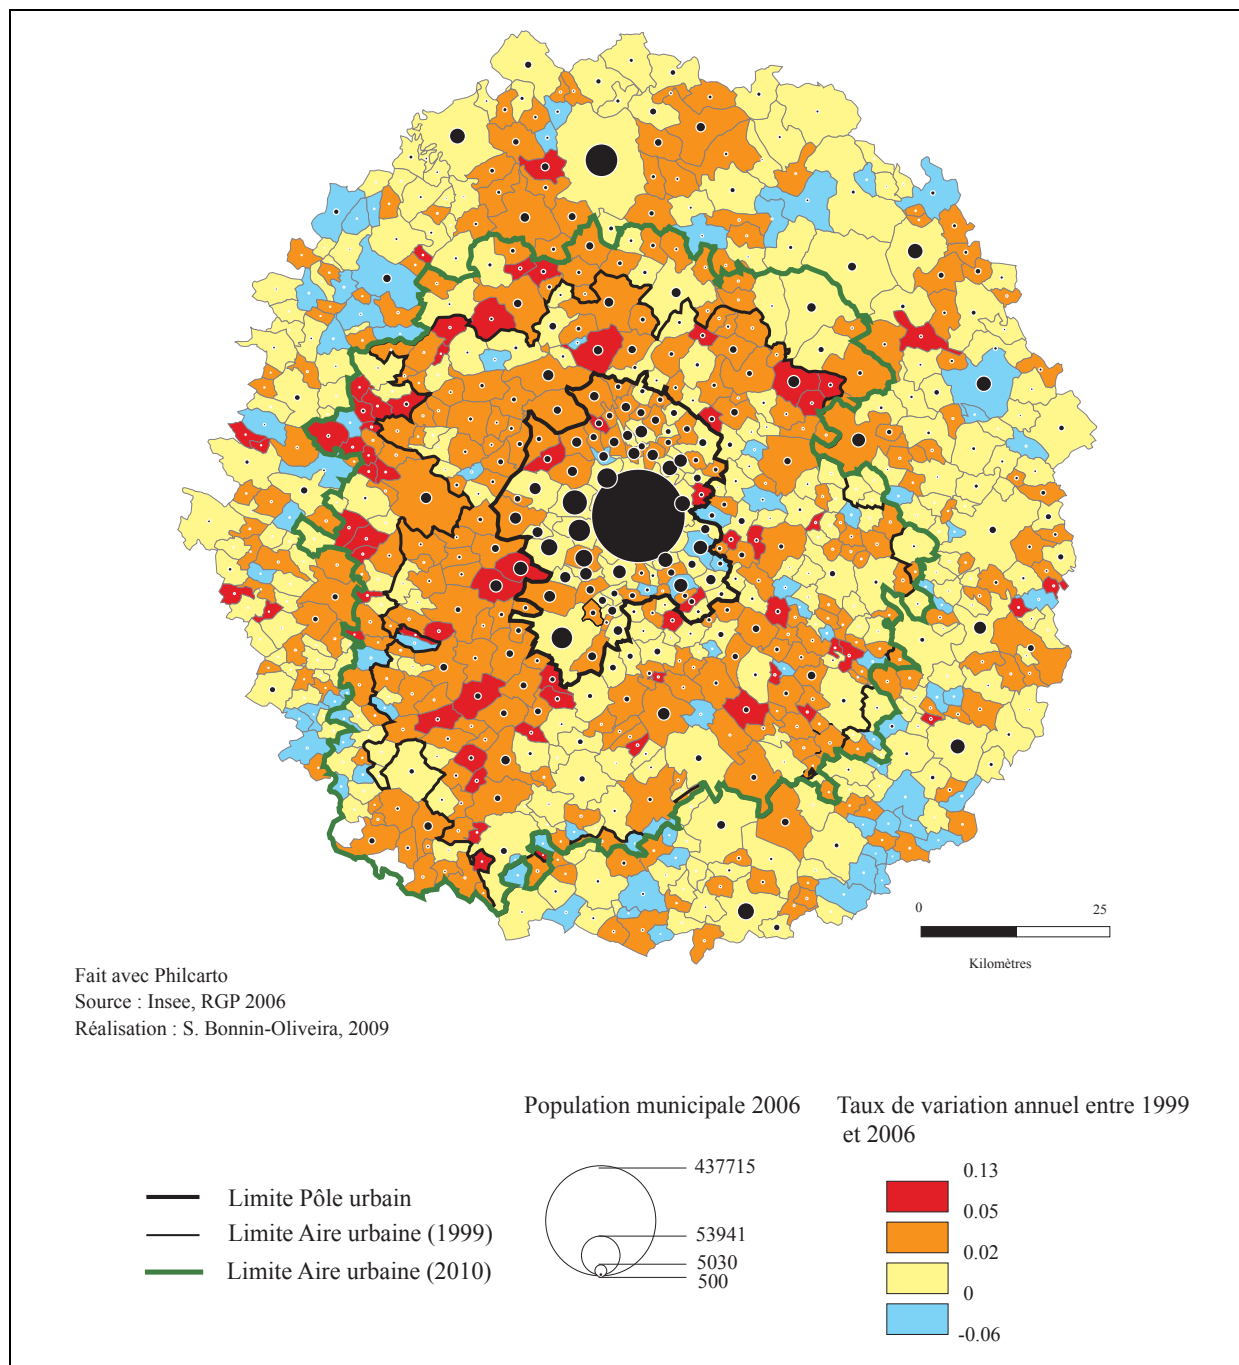 0
25
Kilomètres
Fait avec Philcarto
Source : Insee, RGP 2006
Réalisation : S. Bonnin-Oliveira, 2009
Limite Pôle urbain
Limite Aire urbaine (1999)
Limite Aire urbaine (2010)
Population municipale 2006
437715
53941
5030
500
Taux de variation annuel entre 1999
et 2006
0.13
0.05
0.02
0
-0.06